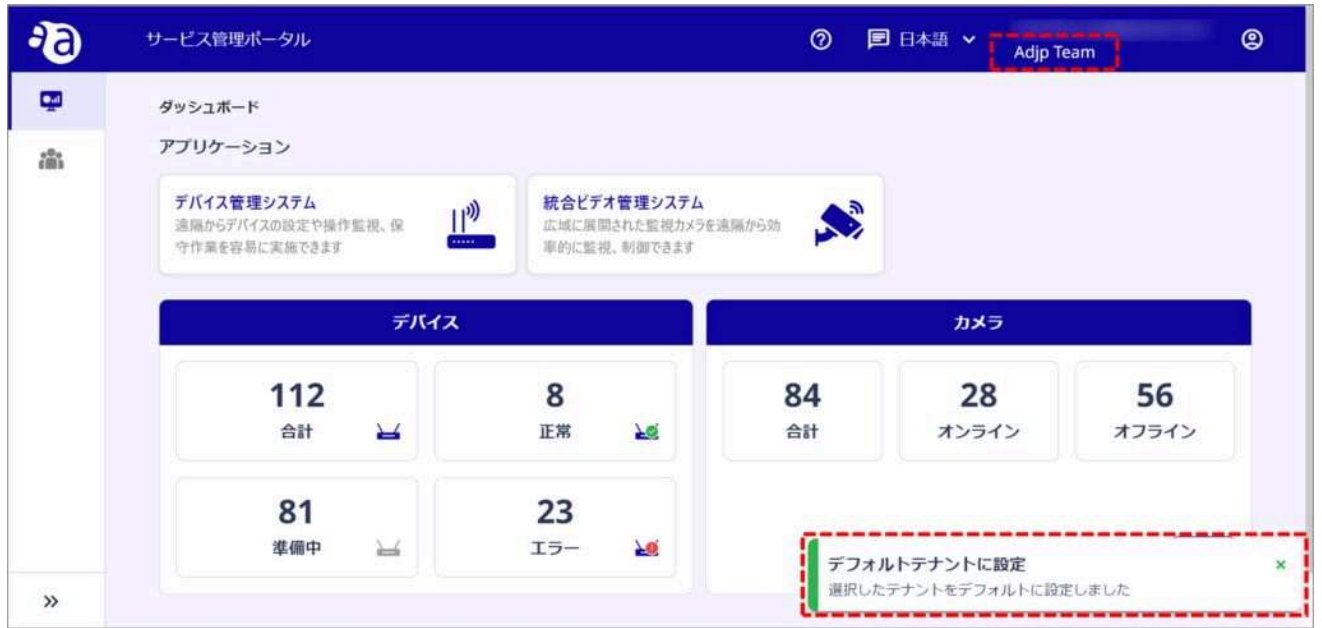 サービス管理ポータル
日本語
Adjp Team
ダッシュボード
アプリケーション
デバイス管理システム
遠隔からデバイスの設定や操作監視、保
守作業を容易に実施できます
統合ビデオ管理システム
広域に展開された監視カメラを遠隔から効
率的に監視、制御できます
デバイス
112
合計
8
正常
81
準備中
23
エラー
カメラ
84
合計
28
オンライン
56
オフライン
デフォルトテナントに設定
選択したテナントをデフォルトに設定しました